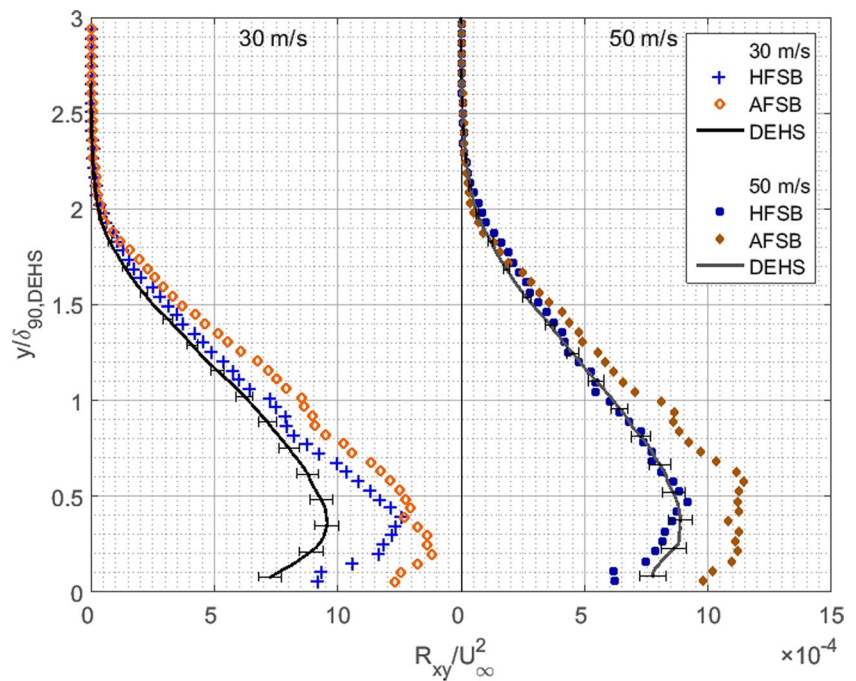 30 m/s
50 m/s
30 m/s
HFSB
AFSB
DEHS
50 m/s
HFSB
AFSB
DEHS
3
2.5
2
1.5
1
0.5
0
y/δ90,DEHS
0 5 10 0 5 10 15
Rxy/U²∞
×10⁻⁴